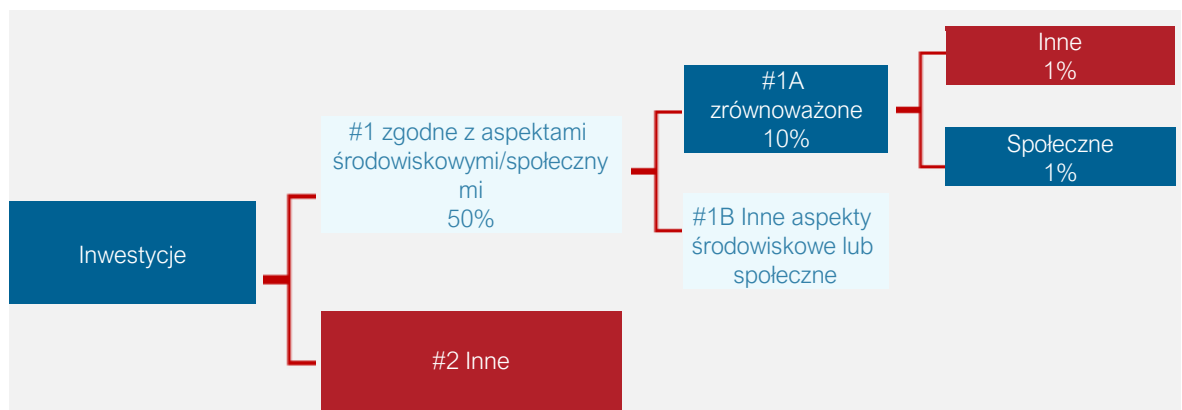 Inwestycje
#1 zgodne z aspektami
środowiskowymi/społeczny
mi
50%
#2 Inne
#1A
zrównoważone
10%
#1B Inne aspekty
środowiskowe lub
społeczne
Inne
1%
Społeczne
1%